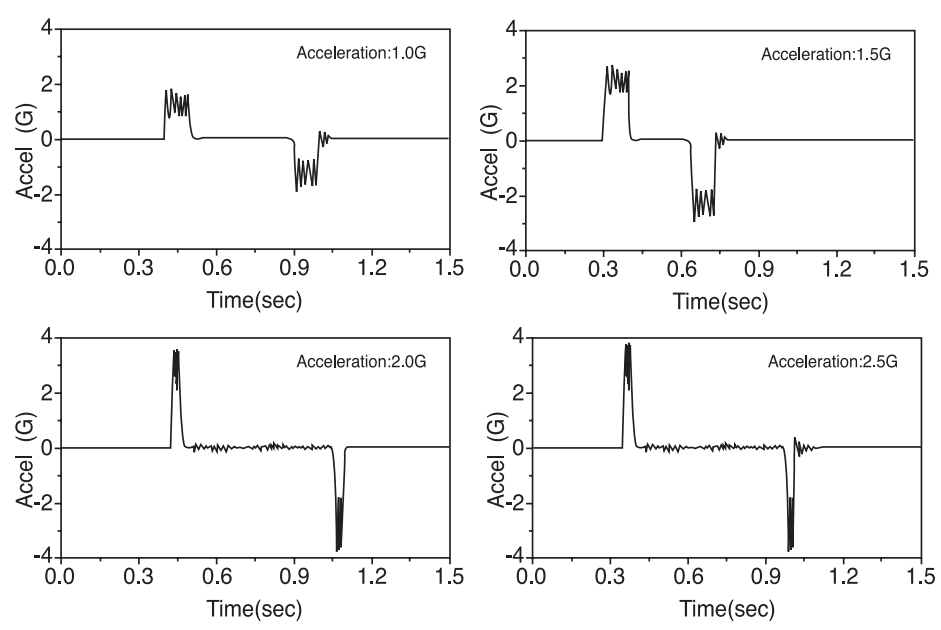 4
Acceleration:1.0G
2
0
-2
-4
Accel (G)
0.0 0.3 0.6 0.9 1.2 1.5
Time(sec)
4
Acceleration:1.5G
2
0
-2
-4
Accel (G)
0.0 0.3 0.6 0.9 1.2 1.5
Time(sec)
4
Acceleration:2.0G
2
0
-2
-4
Accel (G)
0.0 0.3 0.6 0.9 1.2 1.5
Time(sec)
4
Acceleration:2.5G
2
0
-2
-4
Accel (G)
0.0 0.3 0.6 0.9 1.2 1.5
Time(sec)